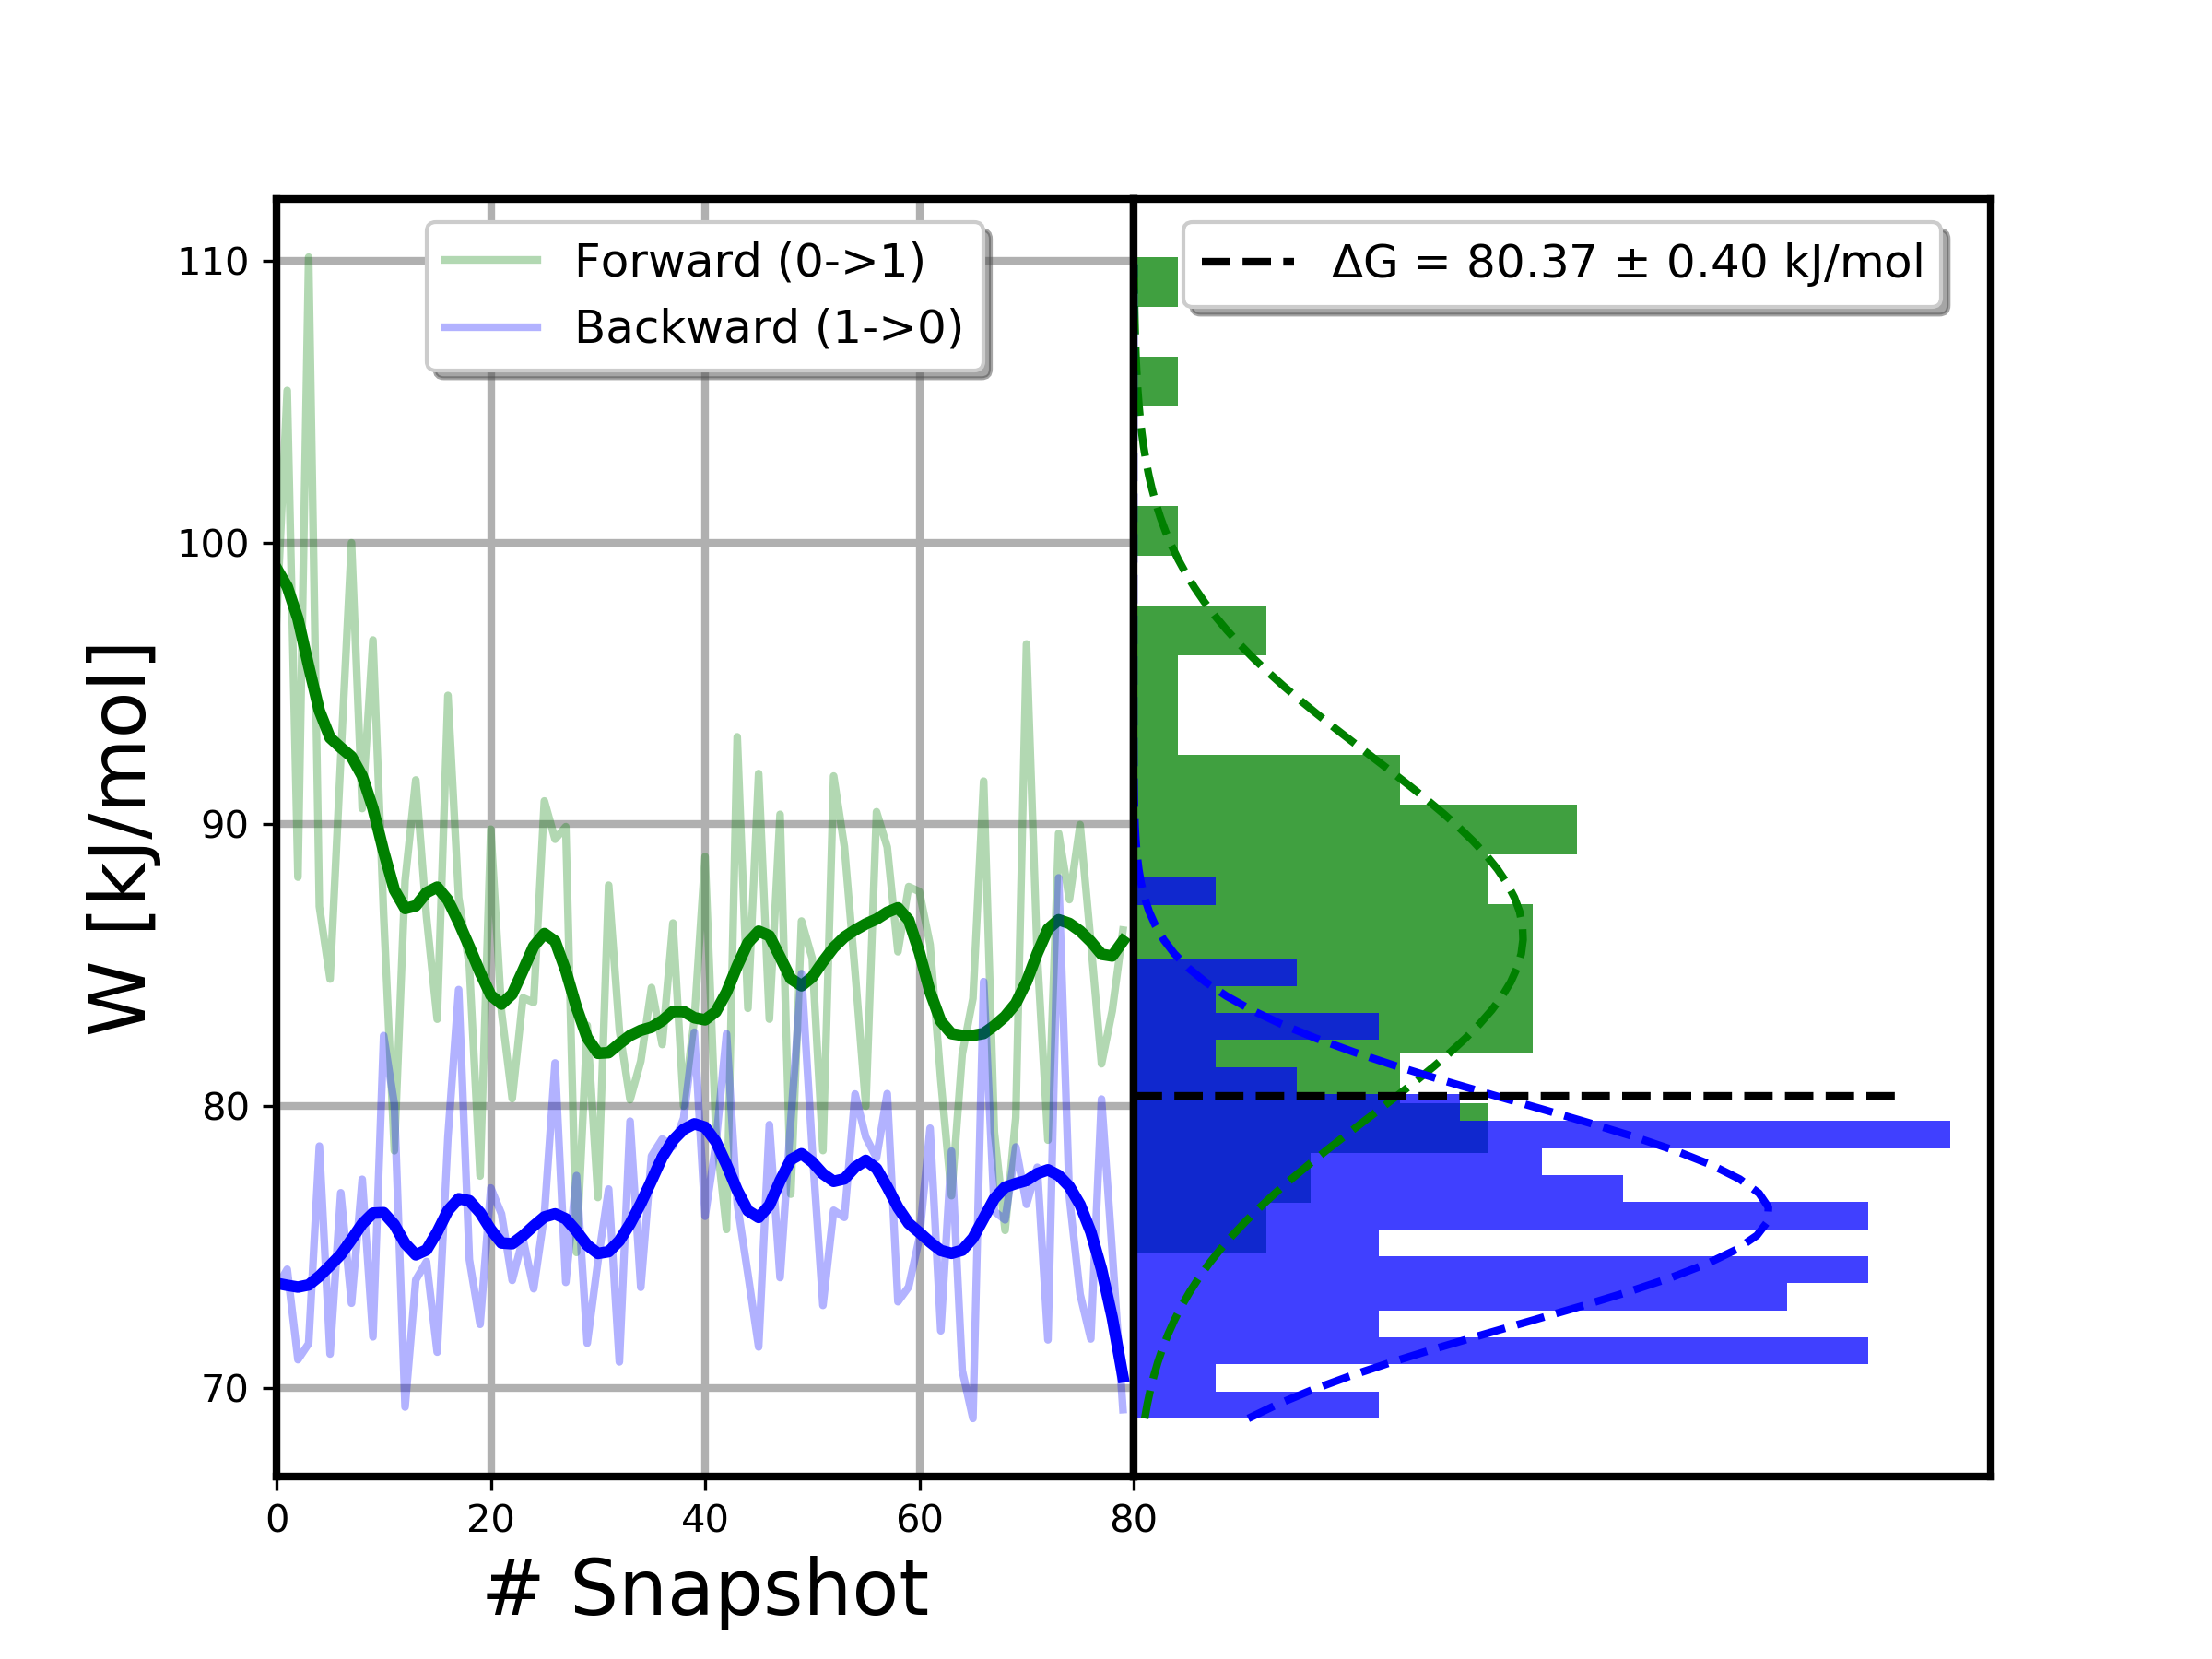 Forward (0->1)
Backward (1->0)
ΔG = 80.37 ± 0.40 kJ/mol
W [kJ/mol]
110
100
90
80
70
0
20
40
60
80
# Snapshot